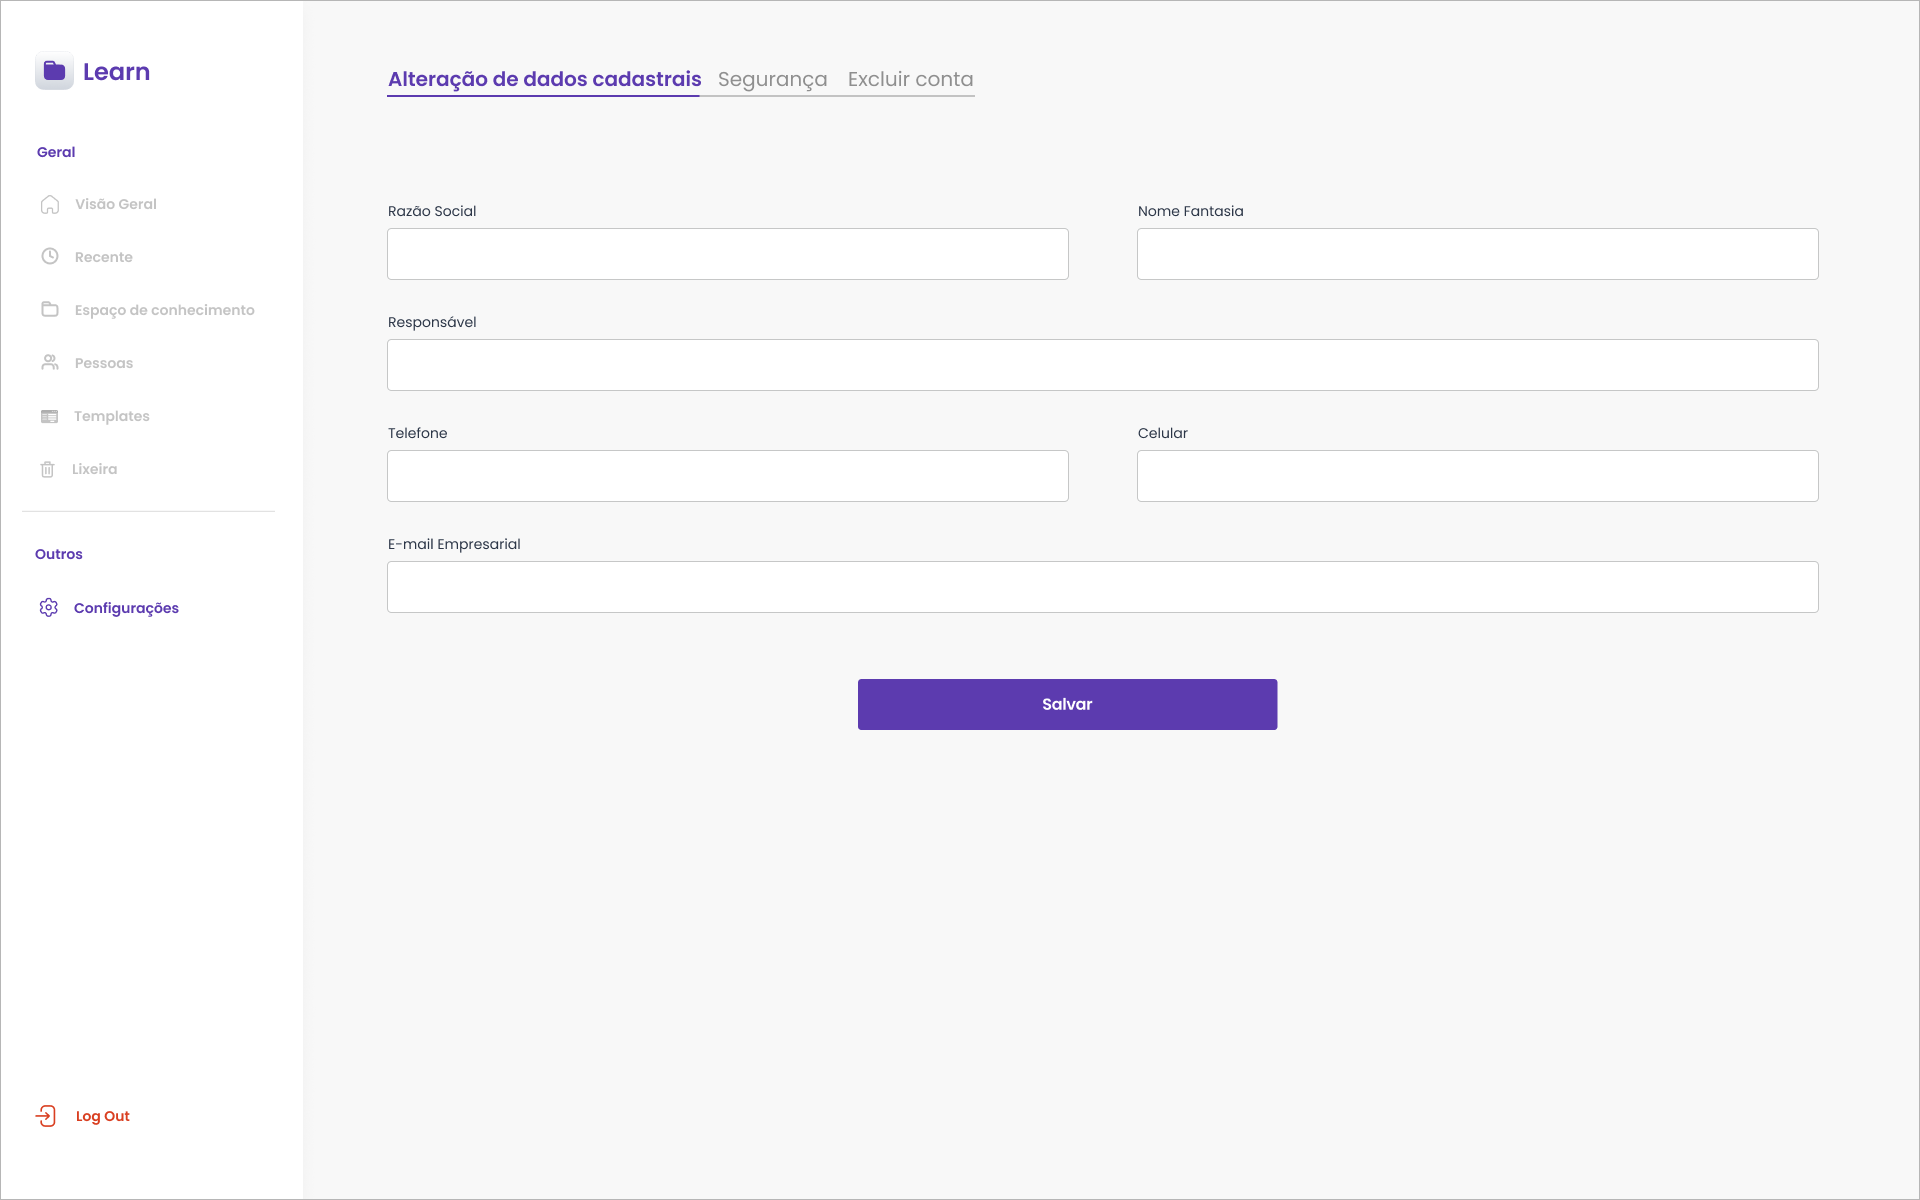 Learn
Geral
Visão Geral
Recente
Espaço de conhecimento
Pessoas
Templates
Lixeira
Outros
Configurações
Log Out
Alteração de dados cadastrais Segurança Excluir conta
Razão Social Nome Fantasia
Responsável
Telefone Celular
E-mail Empresarial
Salvar